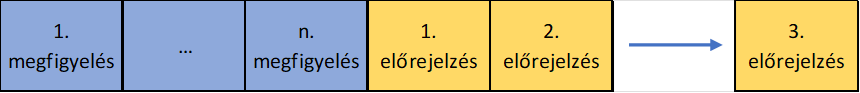 1.
megfigyelés
...
n.
megfigyelés
1.
előrejelzés
2.
előrejelzés
3.
előrejelzés